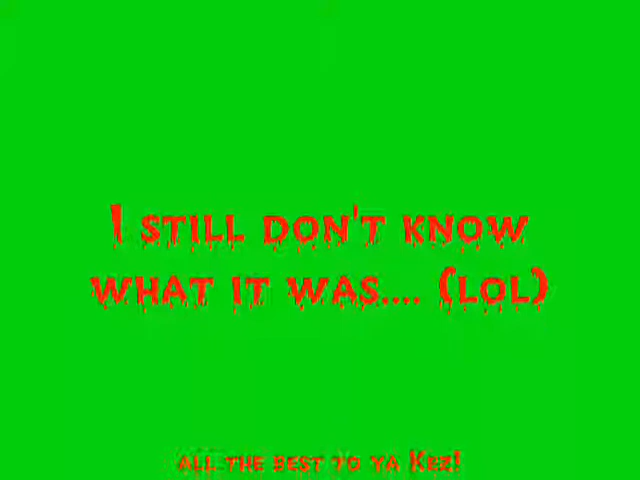 I still don't know
what it was.... (lol)
all the best to ya Kez!